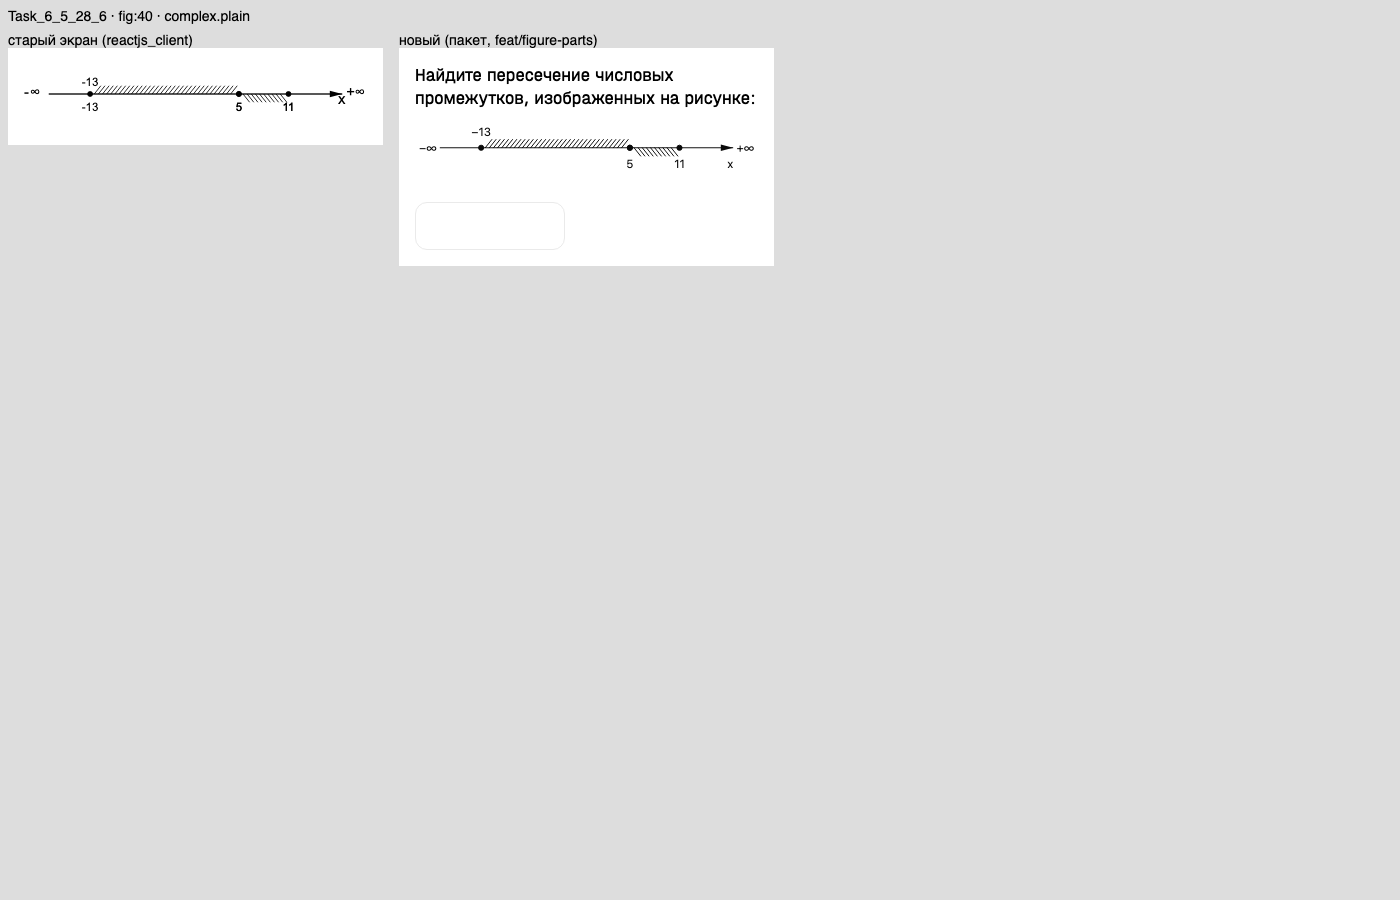 Task_6_5_28_6 · fig:40 · complex.plain
старый экран (reactjs_client)
-13
-∞
+∞
x
-13
5
11
новый (пакет, feat/figure-parts)
Найдите пересечение числовых
промежутков, изображенных на рисунке:
−13
−∞
+∞
5
11
x